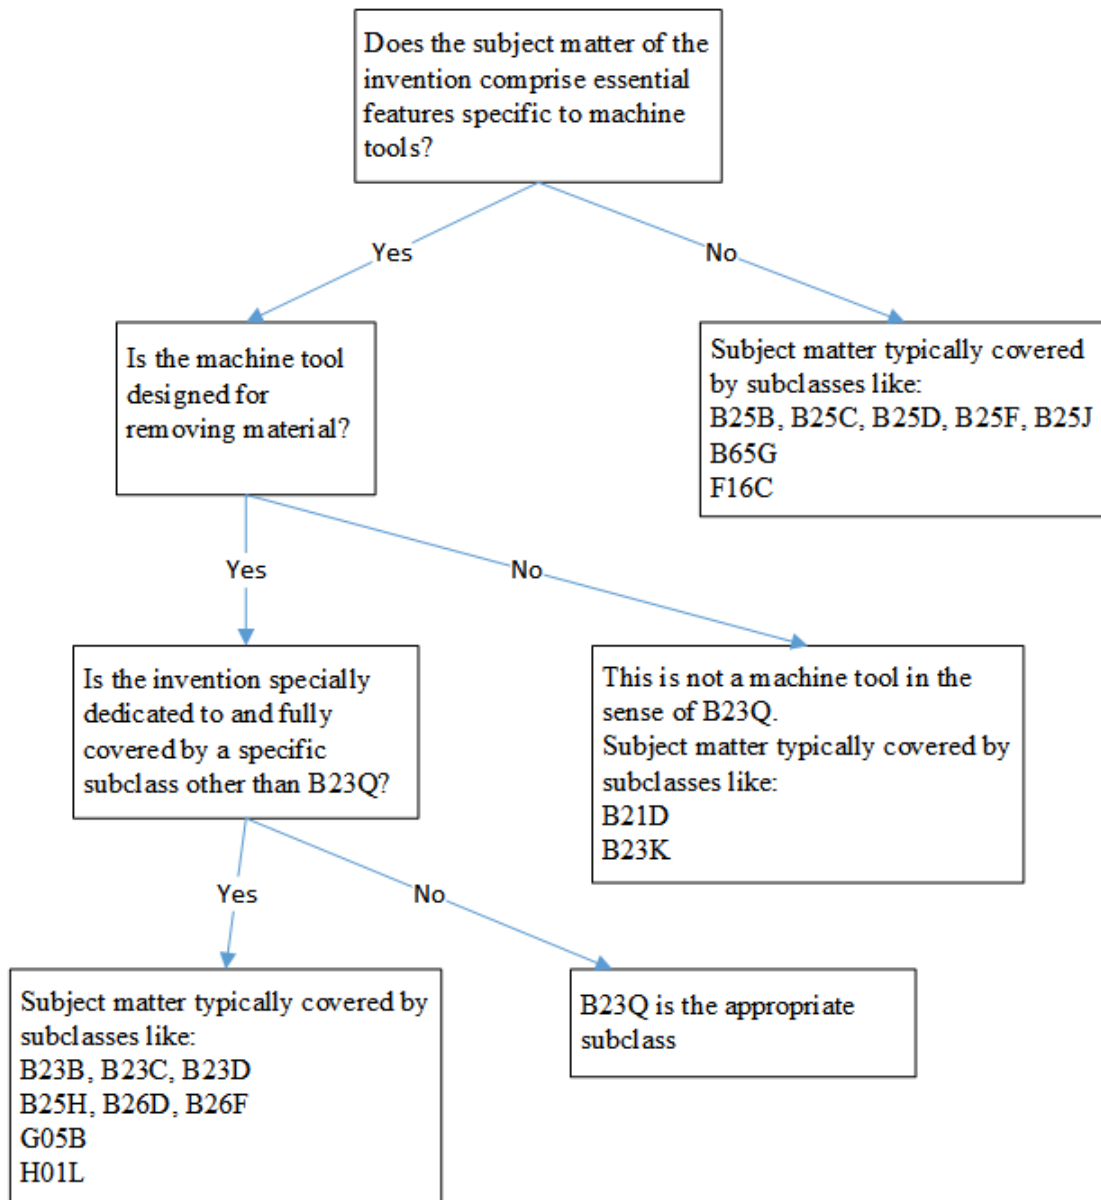 Does the subject matter of the
invention comprise essential
features specific to machine
tools?
Yes
No
Is the machine tool
designed for
removing material?
Subject matter typically covered
by subclasses like:
B25B, B25C, B25D, B25F, B25J
B65G
F16C
Yes
No
Is the invention specially
dedicated to and fully
covered by a specific
subclass other than B23Q?
This is not a machine tool in the
sense of B23Q.
Subject matter typically covered by
subclasses like:
B21D
B23K
Yes
No
Subject matter typically covered by
subclasses like:
B23B, B23C, B23D
B25H, B26D, B26F
G05B
H01L
B23Q is the appropriate
subclass